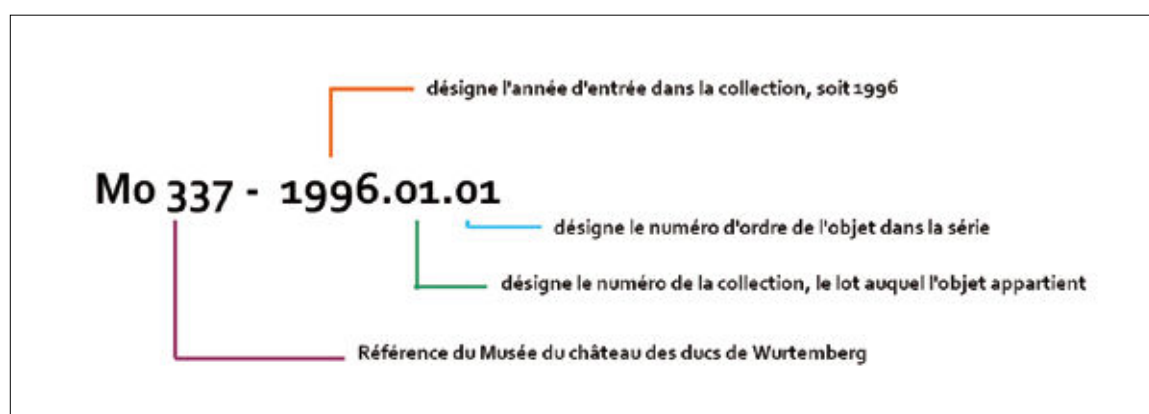 désigne l'année d'entrée dans la collection, soit 1996
Mo 337 - 1996.01.01
désigne le numéro d'ordre de l'objet dans la série
désigne le numéro de la collection, le lot auquel l'objet appartient
Référence du Musée du château des ducs de Wurtemberg